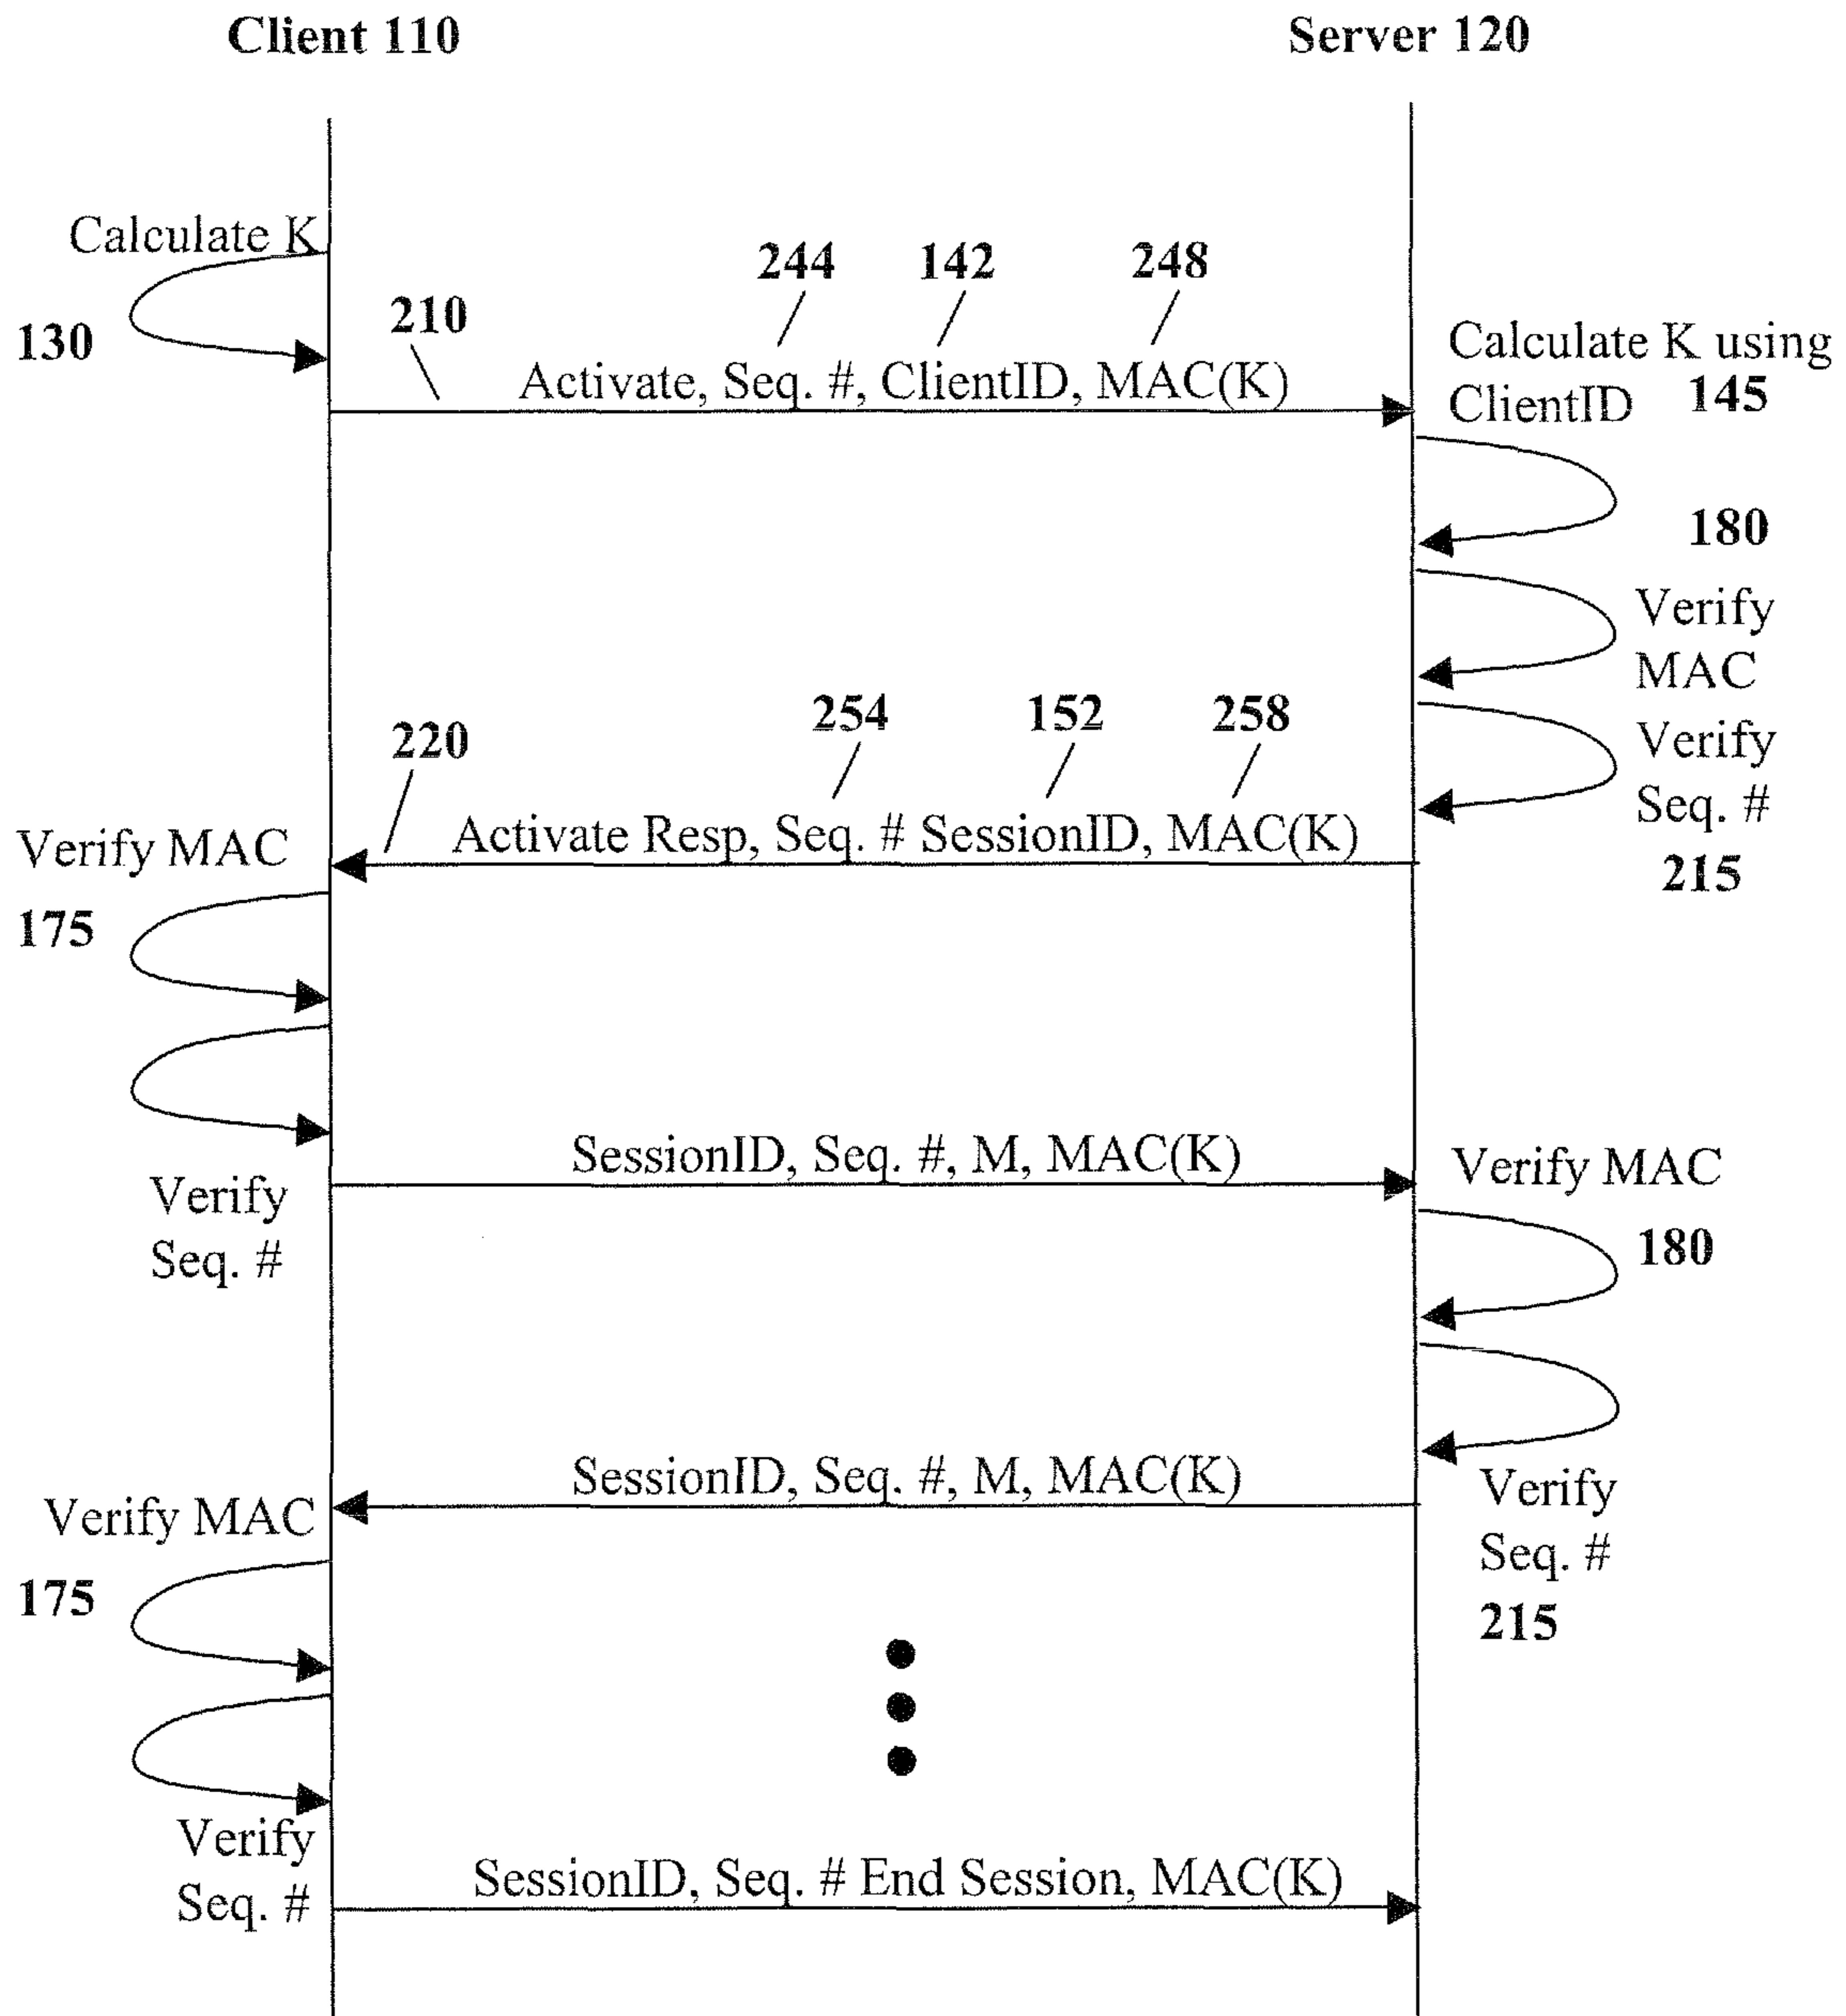 Client 110
Server 120
Calculate K
130
210
244
142
248
Activate, Seq. #, ClientID, MAC(K)
Calculate K using
ClientID 145
180
Verify
MAC
Verify
Seq. #
215
220
254
152
258
Activate Resp, Seq. # SessionID, MAC(K)
Verify MAC
175
Verify
Seq. #
SessionID, Seq. #, M, MAC(K)
Verify MAC
180
Verify
Seq. #
215
SessionID, Seq. #, M, MAC(K)
Verify MAC
175
Verify
Seq. #
SessionID, Seq. # End Session, MAC(K)